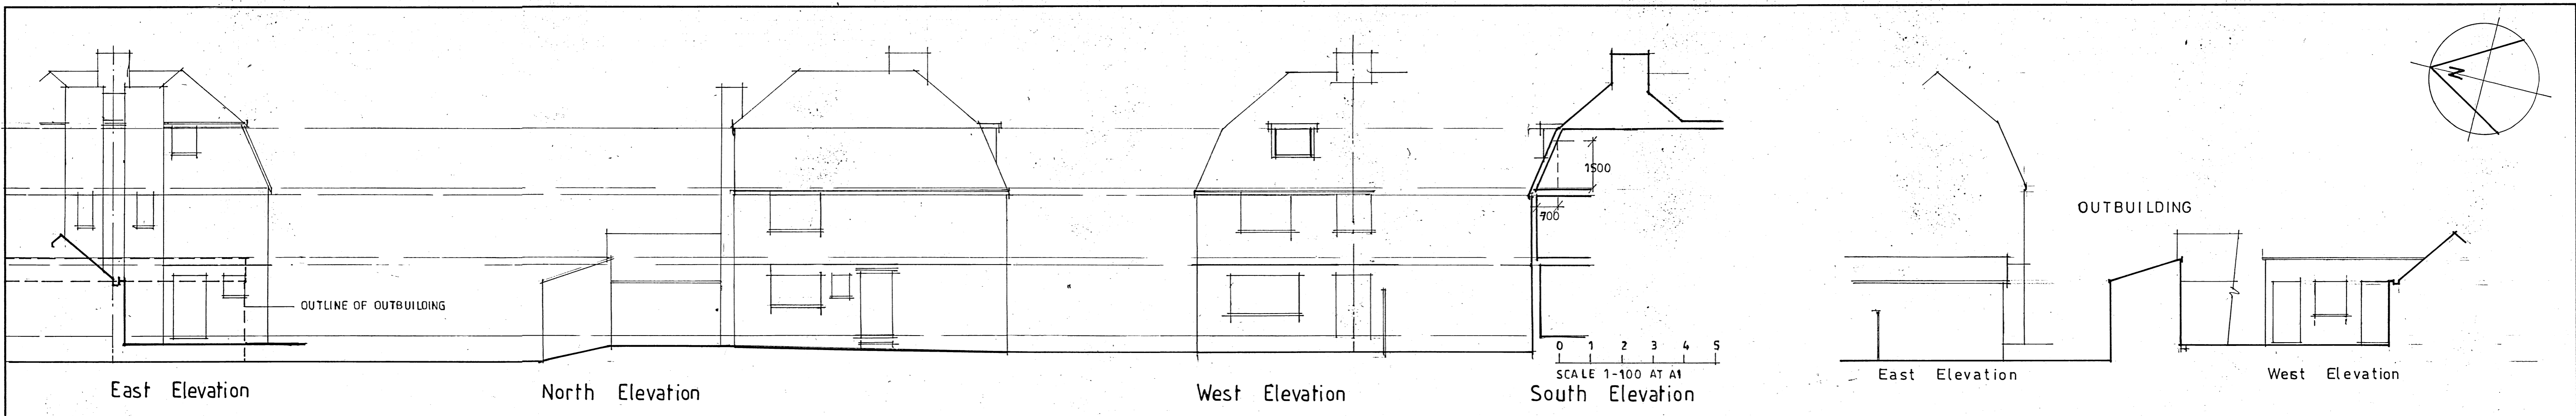 N
1500
OUTBUILDING
700
OUTLINE OF OUTBUILDING
0 1 2 3 4 5
SCALE 1-100 AT A1
East Elevation
North Elevation
West Elevation
South Elevation
East Elevation
West Elevation